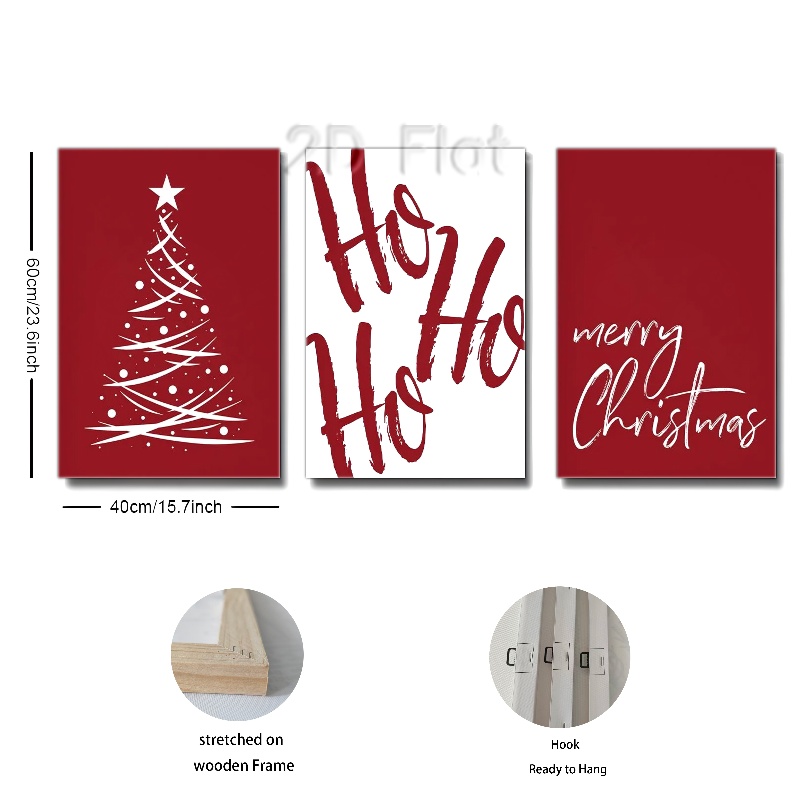 2D Flat
Ho
Ho
Ho
merry
Christmas
60cm/23.6inch
40cm/15.7inch
stretched on
wooden Frame
Hook
Ready to Hang